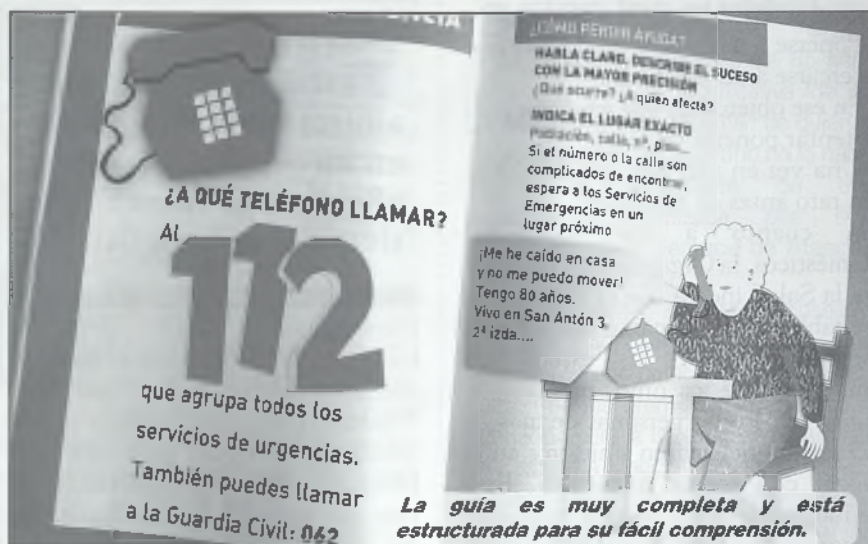 ¿A QUÉ TELÉFONO LLAMAR?
Al
112
que agrupa todos los
servicios de urgencias.
También puedes llamar
a la Guardia Civil: 062
¿CÓMO PEDIR AYUDA?
HABLA CLARO, DESCRIBE EL SUCESO
CON LA MAYOR PRECISIÓN
¿Qué ocurre? ¿A quien afecta?
INDICA EL LUGAR EXACTO
Población, calle, nº, piso...
Si el número o la calle son
complicados de encontrar,
espera a los Servicios de
Emergencias en un
lugar próximo
¡Me he caído en casa
y no me puedo mover!
Tengo 80 años.
Vivo en San Antón 3,
2ª izda....
La guía es muy completa y está
estructurada para su fácil comprensión.